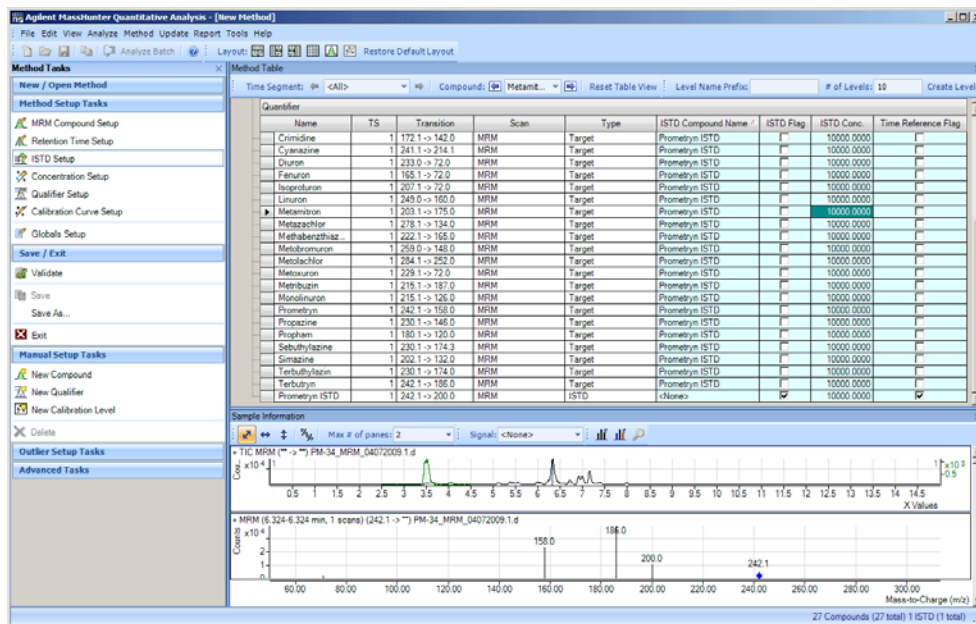 Agilent MassHunter Quantitative Analysis - [New Method]
File Edit View Analyze Method Update Report Tools Help
Analyze Batch Layout: Restore Default Layout
Method Tasks
New / Open Method
Method Setup Tasks
MRM Compound Setup
Retention Time Setup
ISTD Setup
Concentration Setup
Qualifier Setup
Calibration Curve Setup
Globals Setup
Save / Exit
Validate
Save
Save As...
Exit
Manual Setup Tasks
New Compound
New Qualifier
New Calibration Level
Delete
Outlier Setup Tasks
Advanced Tasks
Method Table
Time Segment: <All> Compound: Metamit... Reset Table View Level Name Prefix: # of Levels: 10 Create Level
Quantifier
Name TS Transition Scan Type ISTD Compound Name ISTD Flag ISTD Conc. Time Reference Flag
Crimidine 1 172.1 -> 142.0 MRM Target Prometryn ISTD 10000.0000
Cyanazine 1 241.1 -> 214.1 MRM Target Prometryn ISTD 10000.0000
Diuron 1 233.0 -> 72.0 MRM Target Prometryn ISTD 10000.0000
Fenuron 1 165.1 -> 72.0 MRM Target Prometryn ISTD 10000.0000
Isoproturon 1 207.1 -> 72.0 MRM Target Prometryn ISTD 10000.0000
Linuron 1 249.0 -> 160.0 MRM Target Prometryn ISTD 10000.0000
Metamitron 1 203.1 -> 175.0 MRM Target Prometryn ISTD 10000.0000
Metazachlor 1 278.1 -> 134.0 MRM Target Prometryn ISTD 10000.0000
Methabenzthiaz... 1 222.1 -> 165.0 MRM Target Prometryn ISTD 10000.0000
Metobromuron 1 259.0 -> 148.0 MRM Target Prometryn ISTD 10000.0000
Metolachlor 1 284.1 -> 252.0 MRM Target Prometryn ISTD 10000.0000
Metoxuron 1 229.1 -> 72.0 MRM Target Prometryn ISTD 10000.0000
Metribuzin 1 215.1 -> 187.0 MRM Target Prometryn ISTD 10000.0000
Monolinuron 1 215.1 -> 126.0 MRM Target Prometryn ISTD 10000.0000
Prometryn 1 242.1 -> 158.0 MRM Target Prometryn ISTD 10000.0000
Propazine 1 230.1 -> 146.0 MRM Target Prometryn ISTD 10000.0000
Propham 1 180.1 -> 120.0 MRM Target Prometryn ISTD 10000.0000
Sebuthylazine 1 230.1 -> 174.3 MRM Target Prometryn ISTD 10000.0000
Simazine 1 202.1 -> 132.0 MRM Target Prometryn ISTD 10000.0000
Terbuthylazin 1 230.1 -> 174.0 MRM Target Prometryn ISTD 10000.0000
Terbutryn 1 242.1 -> 186.0 MRM Target Prometryn ISTD 10000.0000
Prometryn ISTD 1 242.1 -> 200.0 MRM ISTD <None> 10000.0000
Sample Information
Max # of panes: 2 Signal: <None>
+ TIC MRM (** -> **) PM-34_MRM_04072009.1.d
Cou... x10 4 1 1 x10 3
-0.5
0.5 1 1.5 2 2.5 3 3.5 4 4.5 5 5.5 6 6.5 7 7.5 8 8.5 9 9.5 10 10.5 11 11.5 12 12.5 13 13.5 14 14.5
X Values
+ MRM (6.324-6.324 min, 1 scans) (242.1 -> **) PM-34_MRM_04072009.1.d
Counts x10 4
158.0 186.0 200.0 242.1
2
1
60.00 80.00 100.00 120.00 140.00 160.00 180.00 200.00 220.00 240.00 260.00 280.00 300.00
Mass-to-Charge (m/z)
27 Compounds (27 total) 1 ISTD (1 total)